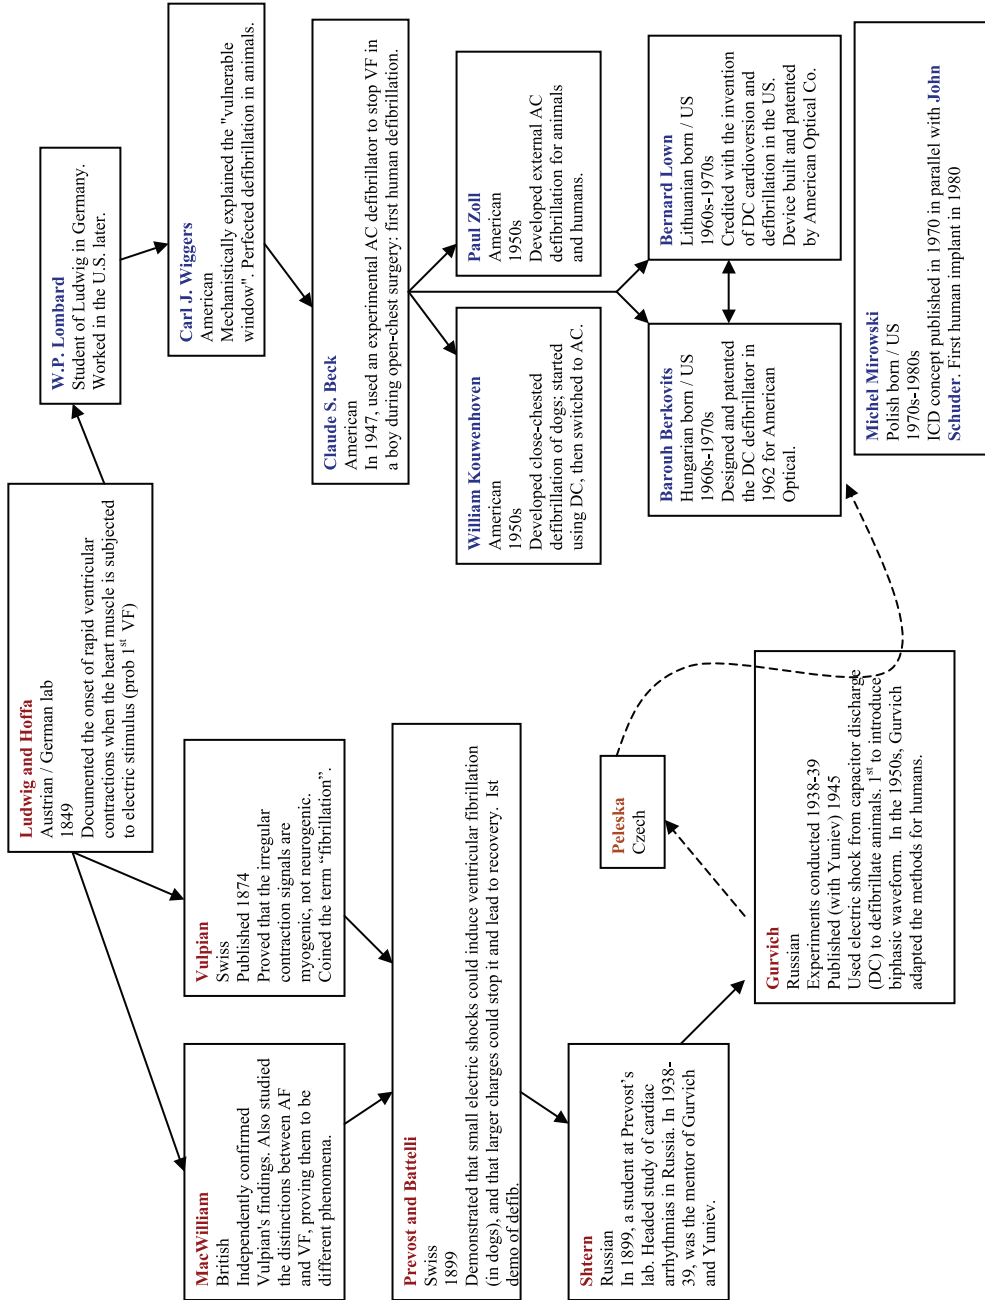 Ludwig and Hoffa
Austrian / German lab
1849
Documented the onset of rapid ventricular
contractions when the heart muscle is subjected
to electric stimulus (prob 1st VF)
MacWilliam
British
Independently confirmed
Vulpian's findings. Also studied
the distinctions between AF
and VF, proving them to be
different phenomena.
Vulpian
Swiss
Published 1874
Proved that the irregular
contraction signals are
myogenic, not neurogenic.
Coined the term “fibrillation”.
W.P. Lombard
Student of Ludwig in Germany.
Worked in the U.S. later.
Carl J. Wiggers
American
Mechanistically explained the "vulnerable
window". Perfected defibrillation in animals.
Prevost and Battelli
Swiss
1899
Demonstrated that small electric shocks could induce ventricular fibrillation
(in dogs), and that larger charges could stop it and lead to recovery. 1st
demo of defib.
Claude S. Beck
American
In 1947, used an experimental AC defibrillator to stop VF in
a boy during open-chest surgery: first human defibrillation.
Shtern
Russian
In 1899, a student at Prevost's
lab. Headed study of cardiac
arrhythmias in Russia. In 1938-
39, was the mentor of Gurvich
and Yuniev.
Peleska
Czech
William Kouwenhoven
American
1950s
Developed close-chested
defibrillation of dogs; started
using DC, then switched to AC.
Paul Zoll
American
1950s
Developed external AC
defibrillation for animals
and humans.
Gurvich
Russian
Experiments conducted 1938-39
Published (with Yuniev) 1945
Used electric shock from capacitor discharge
(DC) to defibrillate animals. 1st to introduce
biphasic waveform. In the 1950s, Gurvich
adapted the methods for humans.
Barouh Berkovits
Hungarian born / US
1960s-1970s
Designed and patented
the DC defibrillator in
1962 for American
Optical.
Bernard Lown
Lithuanian born / US
1960s-1970s
Credited with the invention
of DC cardioversion and
defibrillation in the US.
Device built and patented
by American Optical Co.
Michel Mirowski
Polish born / US
1970s-1980s
ICD concept published in 1970 in parallel with John
Schuder. First human implant in 1980